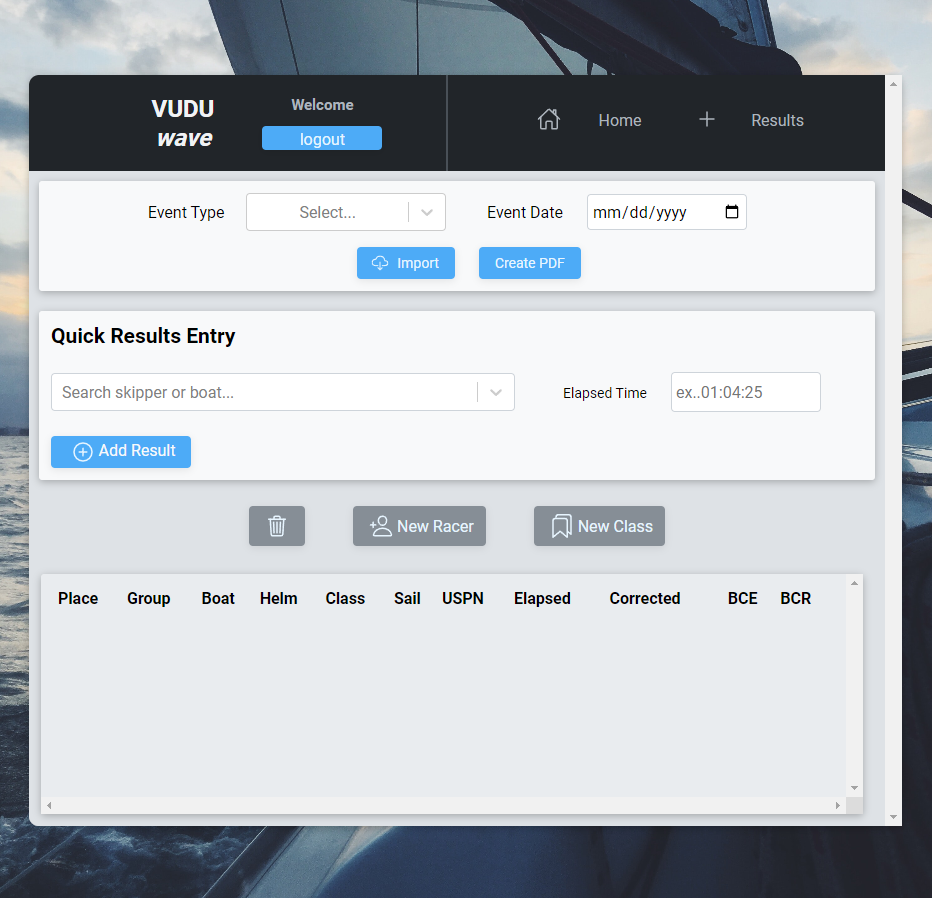 VUDU
wave
Welcome
logout
Home
Results
Event Type
Select...
Event Date
mm/dd/yyyy
Import
Create PDF
Quick Results Entry
Search skipper or boat...
Elapsed Time
ex..01:04:25
Add Result
New Racer
New Class
Place Group Boat Helm Class Sail USPN Elapsed Corrected BCE BCR